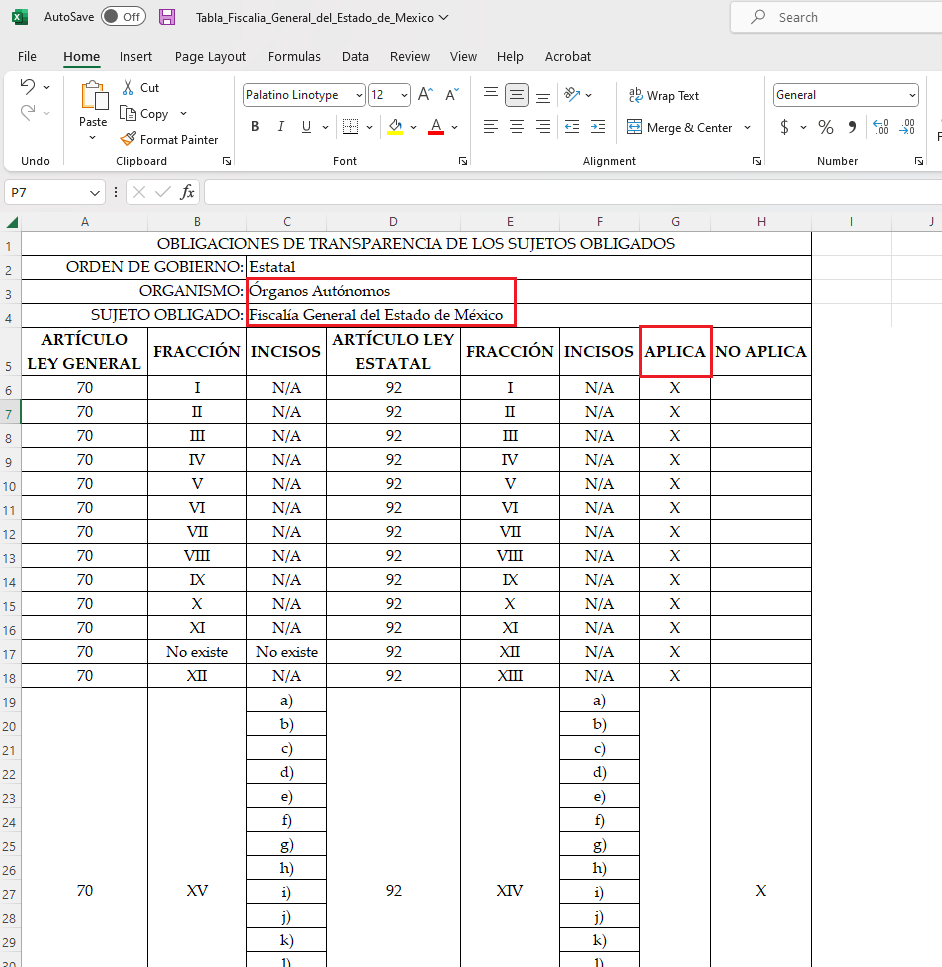 AutoSave Off Tabla_Fiscalia_General_del_Estado_de_Mexico Search
File Home Insert Page Layout Formulas Data Review View Help Acrobat
Paste Cut Palatino Linotype 12 A A ab Wrap Text General
Copy
Format Painter B I U A Merge & Center $ % 9 .00 .00
Undo Clipboard Font Alignment Number
P7 fx
A B C D E F G H I J
1 OBLIGACIONES DE TRANSPARENCIA DE LOS SUJETOS OBLIGADOS
2 ORDEN DE GOBIERNO: Estatal
3 ORGANISMO: Órganos Autónomos
4 SUJETO OBLIGADO: Fiscalía General del Estado de México
5 ARTÍCULO LEY GENERAL FRACCIÓN INCISOS ARTÍCULO LEY ESTATAL FRACCIÓN INCISOS APLICA NO APLICA
6 70 I N/A 92 I N/A X
7 70 II N/A 92 II N/A X
8 70 III N/A 92 III N/A X
9 70 IV N/A 92 IV N/A X
10 70 V N/A 92 V N/A X
11 70 VI N/A 92 VI N/A X
12 70 VII N/A 92 VII N/A X
13 70 VIII N/A 92 VIII N/A X
14 70 IX N/A 92 IX N/A X
15 70 X N/A 92 X N/A X
16 70 XI N/A 92 XI N/A X
17 70 No existe No existe 92 XII N/A X
18 70 XII N/A 92 XIII N/A X
19 a) a)
20 b) b)
21 c) c)
22 d) d)
23 e) e)
24 f) f)
25 g) g)
26 h) h)
27 70 XV i) 92 XIV i) X
28 j) j)
29 k) k)
30 l) l)